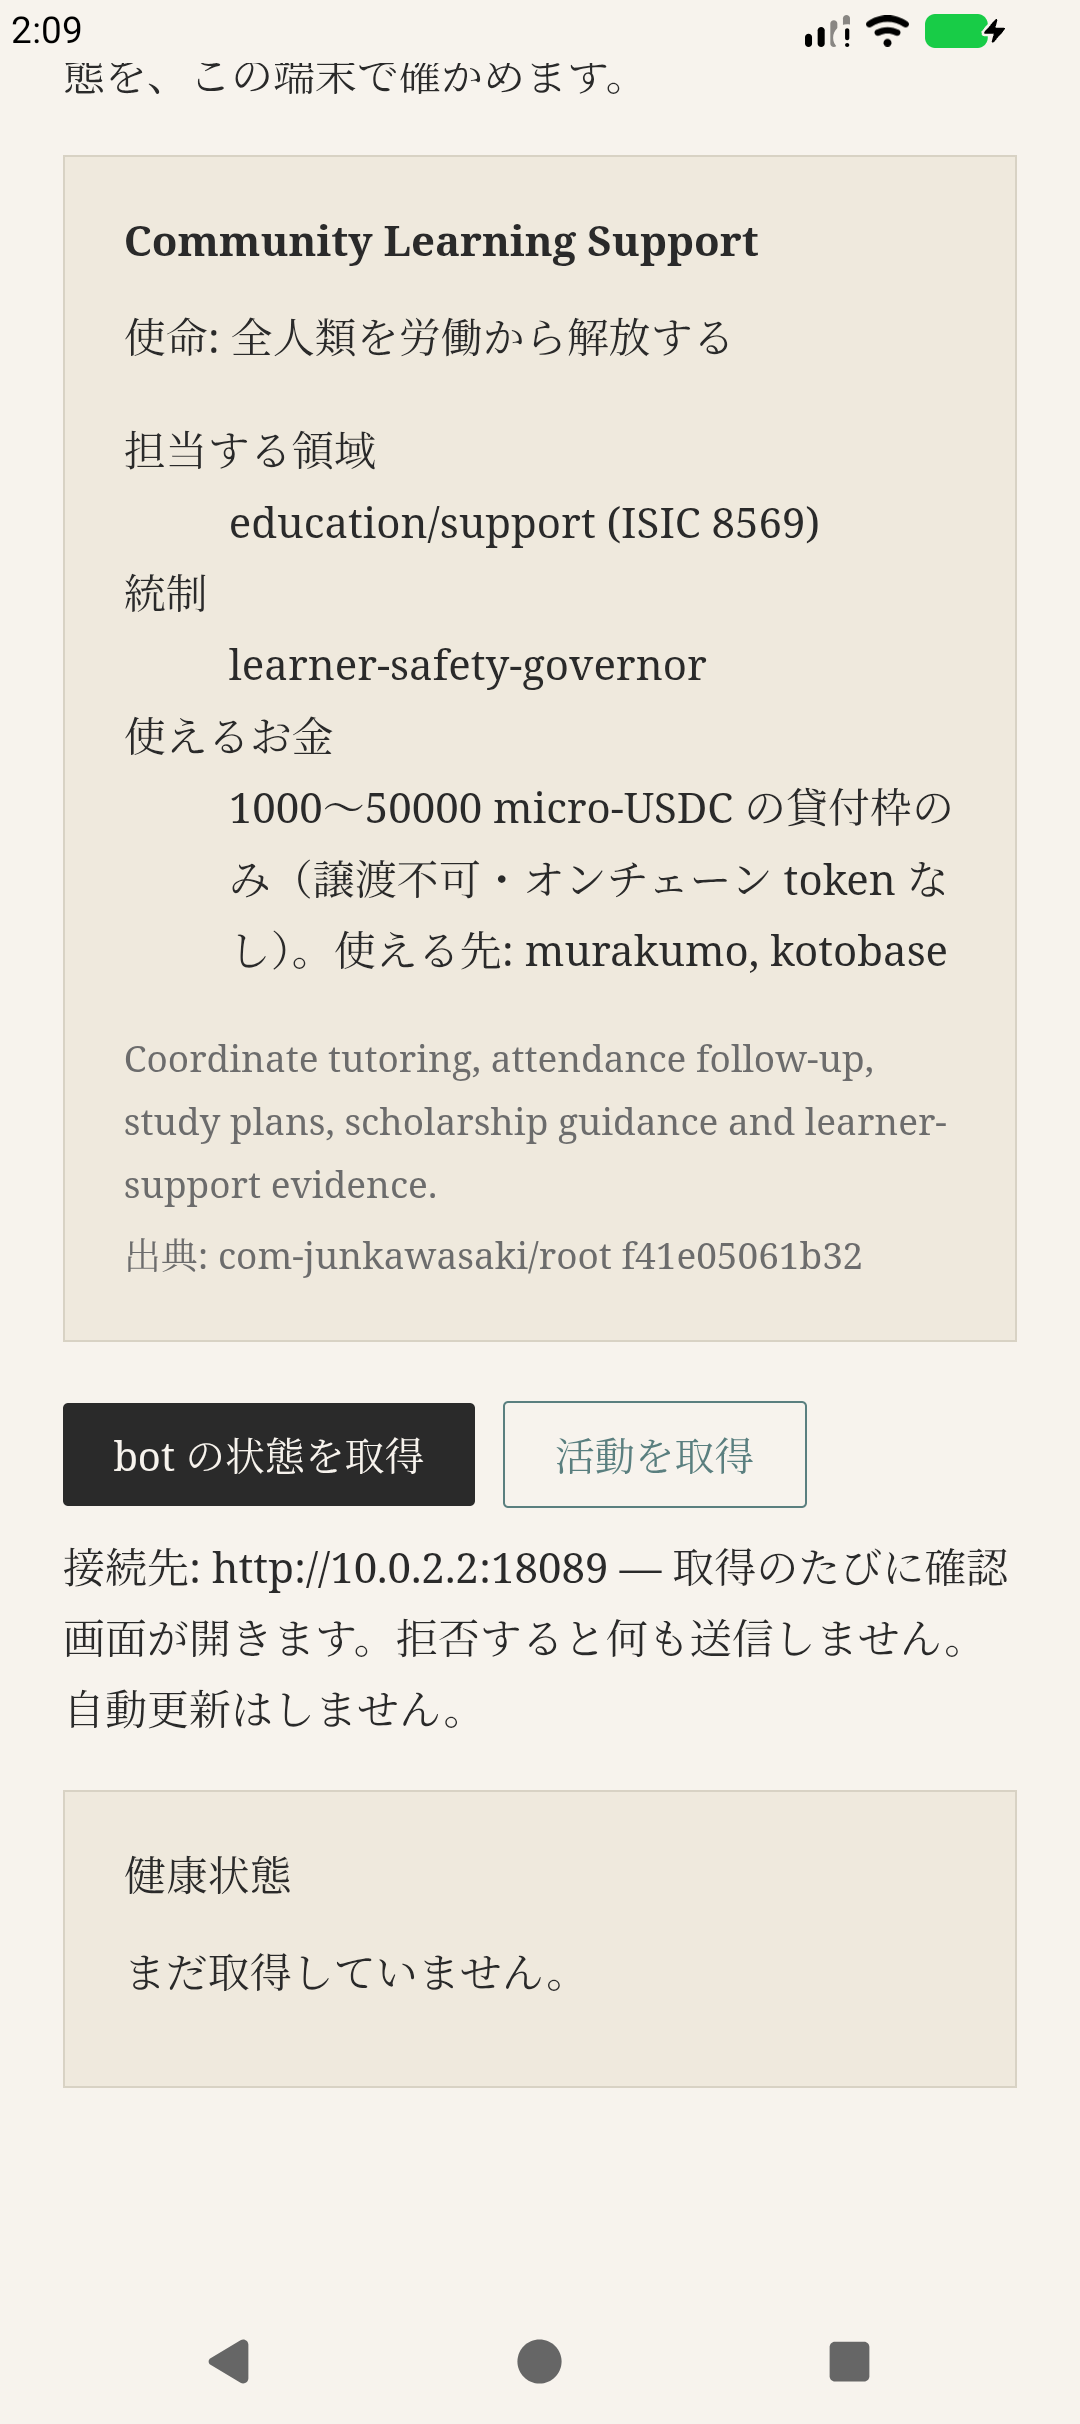 2:09
態を、この端末で確かめます。
Community Learning Support
使命: 全人類を労働から解放する
担当する領域
education/support (ISIC 8569)
統制
learner-safety-governor
使えるお金
1000〜50000 micro-USDC の貸付枠の
み（譲渡不可・オンチェーン token な
し）。使える先: murakumo, kotobase
Coordinate tutoring, attendance follow-up,
study plans, scholarship guidance and learner-
support evidence.
出典: com-junkawasaki/root f41e05061b32
bot の状態を取得
活動を取得
接続先: http://10.0.2.2:18089 — 取得のたびに確認
画面が開きます。拒否すると何も送信しません。
自動更新はしません。
健康状態
まだ取得していません。